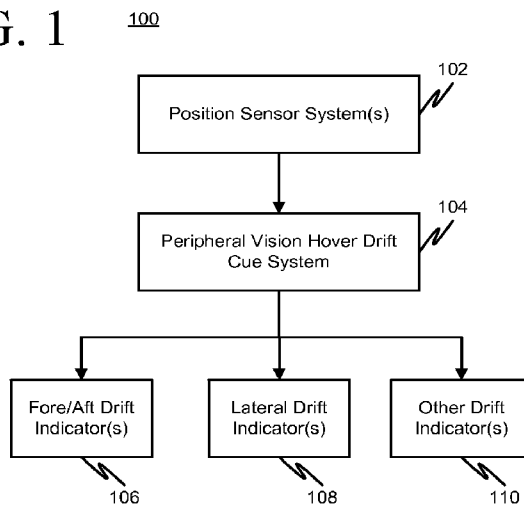 G. 1
100
102
Position Sensor System(s)
104
Peripheral Vision Hover Drift
Cue System
Fore/Aft Drift
Indicator(s)
Lateral Drift
Indicator(s)
Other Drift
Indicator(s)
106
108
110